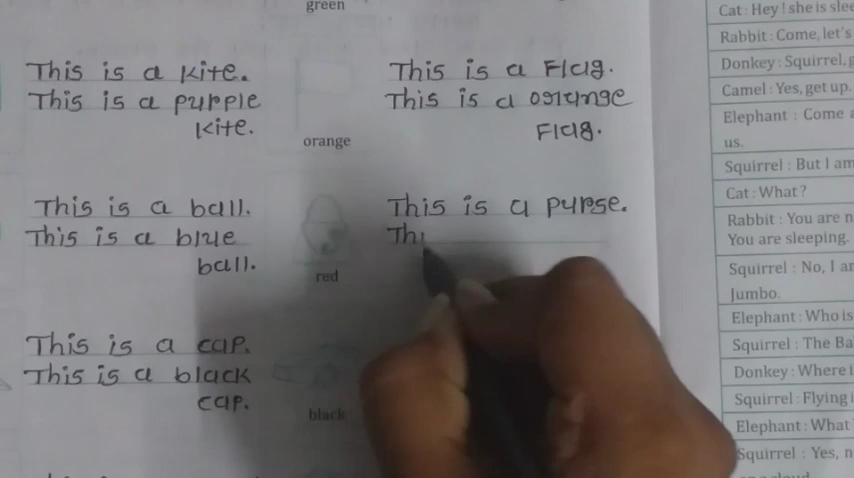 green
This is a kite.
This is a purple
kite.
This is a Flag.
This is a orange
Flag.
orange
This is a ball.
This is a blue
ball.
This is a purse.
Thi
red
This is a cap.
This is a black
cap.
black
Cat: Hey! she is slee
Rabbit: Come, let's
Donkey: Squirrel, g
Camel: Yes, get up.
Elephant : Come a
us.
Squirrel : But I am
Cat: What?
Rabbit : You are n
You are sleeping.
Squirrel : No, I ar
Jumbo.
Elephant : Who is
Squirrel : The Ba
Donkey : Where i
Squirrel : Flying i
Elephant : What
Squirrel : Yes, n